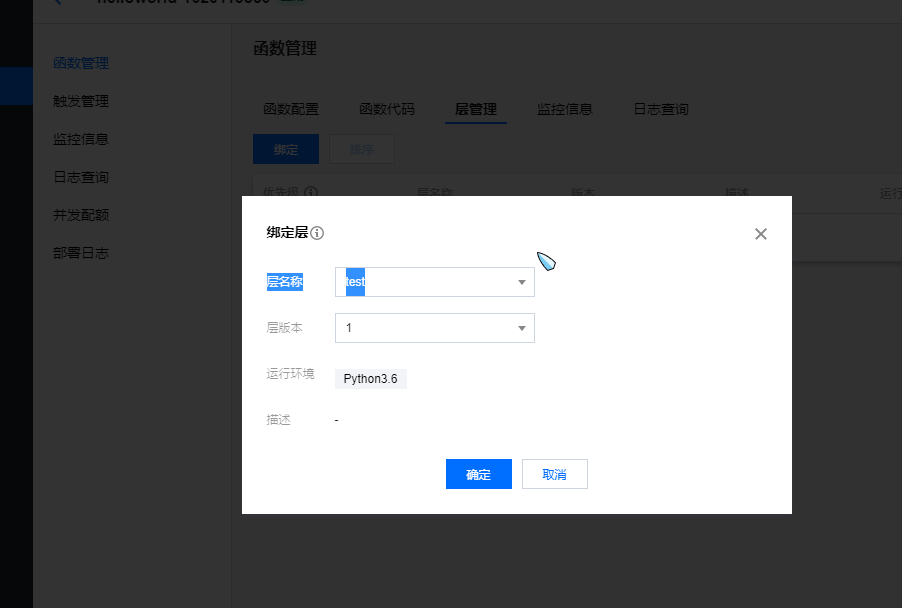 函数管理
函数管理
触发管理
监控信息
日志查询
并发配额
部署日志
函数配置 函数代码 层管理 监控信息 日志查询
绑定 排序
优先级 层名称 版本 描述 运行
绑定层
层名称 test
层版本 1
运行环境 Python3.6
描述 -
确定 取消